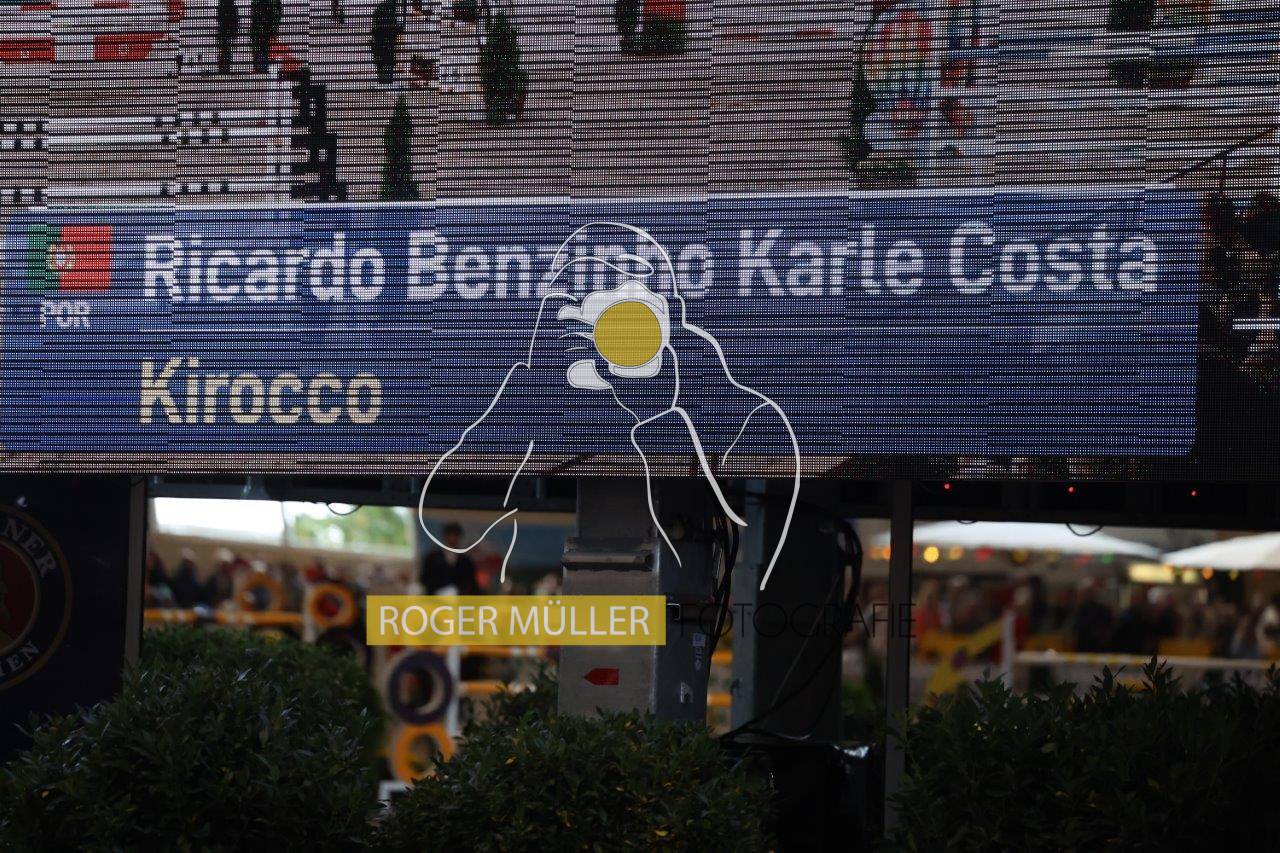 Ricardo Benzinho Karle Costa
POR
Kirocco
ROGER MÜLLER FOTOGRAFIE